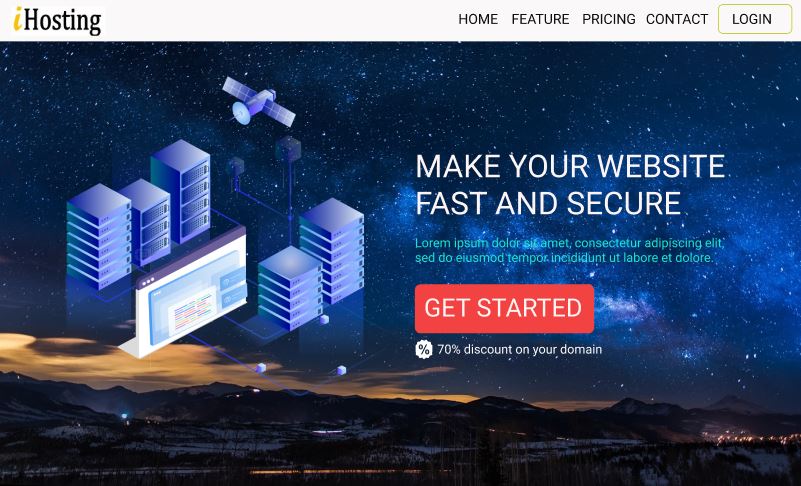 iHosting
HOME FEATURE PRICING CONTACT LOGIN
MAKE YOUR WEBSITE
FAST AND SECURE
Lorem ipsum dolor sit amet, consectetur adipiscing elit,
sed do eiusmod tempor incididunt ut labore et dolore.
GET STARTED
% 70% discount on your domain